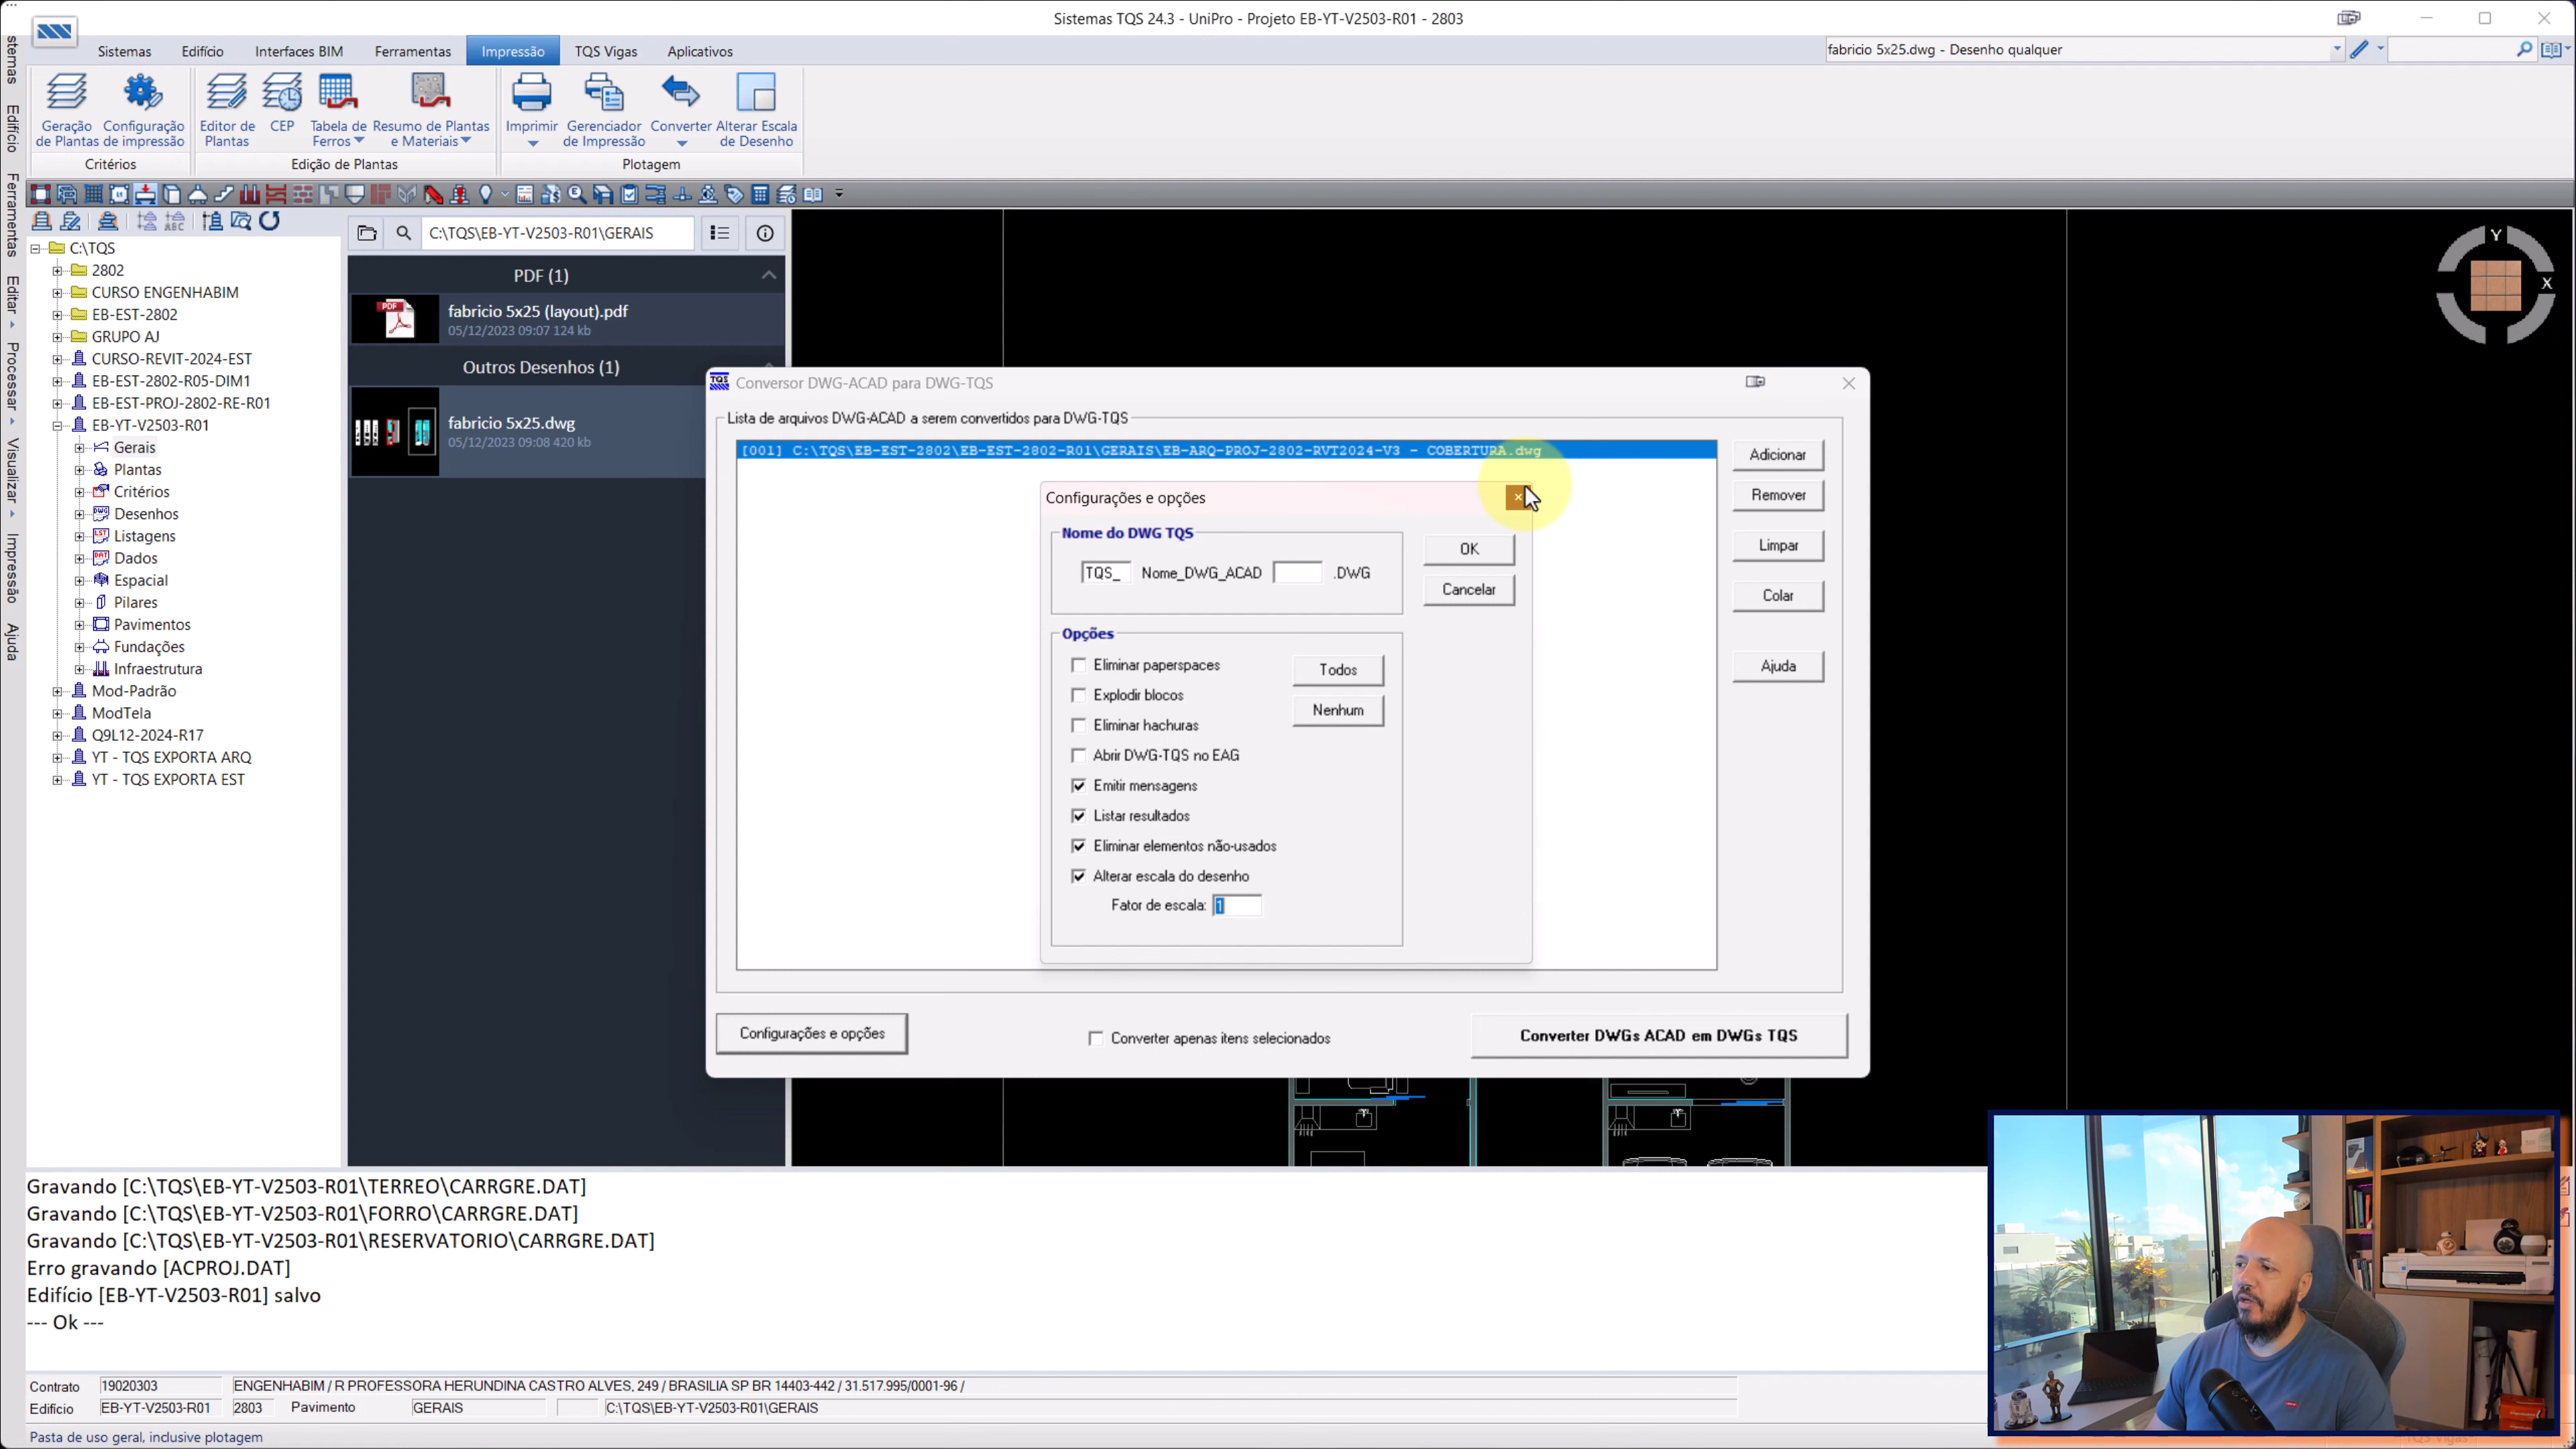 Sistemas TQS 24.3 - UniPro - Projeto EB-YT-V2503-R01 - 2803
Sistemas
Edifício
Interfaces BIM
Ferramentas
Impressão
TQS Vigas
Aplicativos
fabricio 5x25.dwg - Desenho qualquer
Geração
de Plantas
Configuração
de impressão
Editor de
Plantas
CEP
Tabela de
Ferros
Resumo de Plantas
e Materiais
Imprimir
Gerenciador
de Impressão
Converter
Alterar Escala
de Desenho
Critérios
Edição de Plantas
Plotagem
stemas
Edifício
Ferramentas
Editar
Processar
Visualizar
Impressão
Ajuda
C:\TQS
2802
CURSO ENGENHABIM
EB-EST-2802
GRUPO AJ
CURSO-REVIT-2024-EST
EB-EST-2802-R05-DIM1
EB-EST-PROJ-2802-RE-R01
EB-YT-V2503-R01
Gerais
Plantas
Critérios
Desenhos
Listagens
Dados
Espacial
Pilares
Pavimentos
Fundações
Infraestrutura
Mod-Padrão
ModTela
Q9L12-2024-R17
YT - TQS EXPORTA ARQ
YT - TQS EXPORTA EST
C:\TQS\EB-YT-V2503-R01\GERAIS
PDF (1)
PDF
fabricio 5x25 (layout).pdf
05/12/2023 09:07 124 kb
Outros Desenhos (1)
fabricio 5x25.dwg
05/12/2023 09:08 420 kb
Y
X
TQS
Conversor DWG-ACAD para DWG-TQS
Lista de arquivos DWG-ACAD a serem convertidos para DWG-TQS
[001] C:\TQS\EB-EST-2802\EB-EST-2802-R01\GERAIS\EB-ARQ-PROJ-2802-RVT2024-V3 - COBERTURA.dwg
Adicionar
Remover
Limpar
Colar
Ajuda
Configurações e opções
Nome do DWG TQS
TQS_ Nome_DWG_ACAD .DWG
OK
Cancelar
Opções
Eliminar paperspaces
Explodir blocos
Eliminar hachuras
Abrir DWG-TQS no EAG
Emitir mensagens
Listar resultados
Eliminar elementos não-usados
Alterar escala do desenho
Fator de escala: 1
Todos
Nenhum
Configurações e opções
Converter apenas itens selecionados
Converter DWGs ACAD em DWGs TQS
Gravando [C:\TQS\EB-YT-V2503-R01\TERREO\CARRGRE.DAT]
Gravando [C:\TQS\EB-YT-V2503-R01\FORRO\CARRGRE.DAT]
Gravando [C:\TQS\EB-YT-V2503-R01\RESERVATORIO\CARRGRE.DAT]
Erro gravando [ACPROJ.DAT]
Edifício [EB-YT-V2503-R01] salvo
--- Ok ---
Contrato 19020303 ENGENHABIM / R PROFESSORA HERUNDINA CASTRO ALVES, 249 / BRASILIA SP BR 14403-442 / 31.517.995/0001-96 /
Edifício EB-YT-V2503-R01 2803 Pavimento GERAIS C:\TQS\EB-YT-V2503-R01\GERAIS
Pasta de uso geral, inclusive plotagem